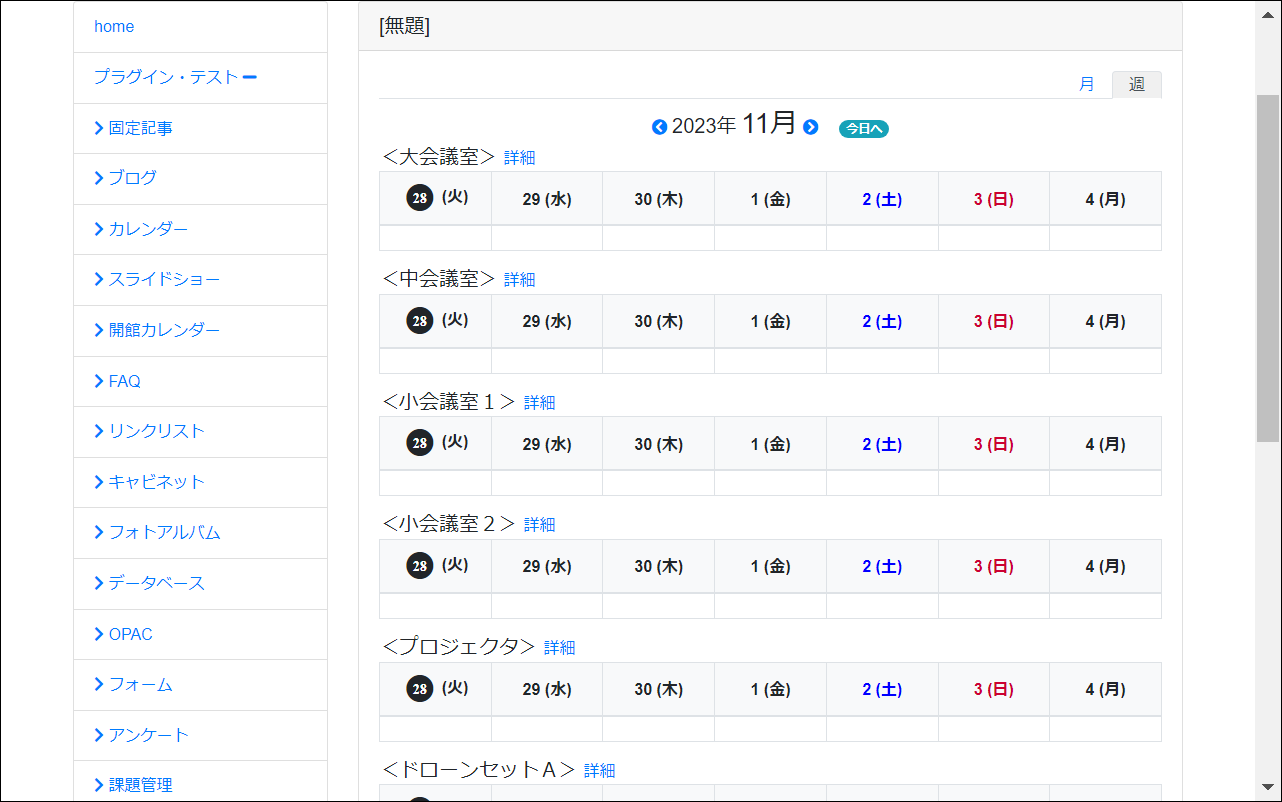 home
プラグイン・テスト
固定記事
ブログ
カレンダー
スライドショー
開館カレンダー
FAQ
リンクリスト
キャビネット
フォトアルバム
データベース
OPAC
フォーム
アンケート
課題管理
[無題]
月 週
2023年 11月 今日へ
＜大会議室＞ 詳細
28 (火) 29 (水) 30 (木) 1 (金) 2 (土) 3 (日) 4 (月)
＜中会議室＞ 詳細
28 (火) 29 (水) 30 (木) 1 (金) 2 (土) 3 (日) 4 (月)
＜小会議室１＞ 詳細
28 (火) 29 (水) 30 (木) 1 (金) 2 (土) 3 (日) 4 (月)
＜小会議室２＞ 詳細
28 (火) 29 (水) 30 (木) 1 (金) 2 (土) 3 (日) 4 (月)
＜プロジェクタ＞ 詳細
28 (火) 29 (水) 30 (木) 1 (金) 2 (土) 3 (日) 4 (月)
＜ドローンセットＡ＞ 詳細